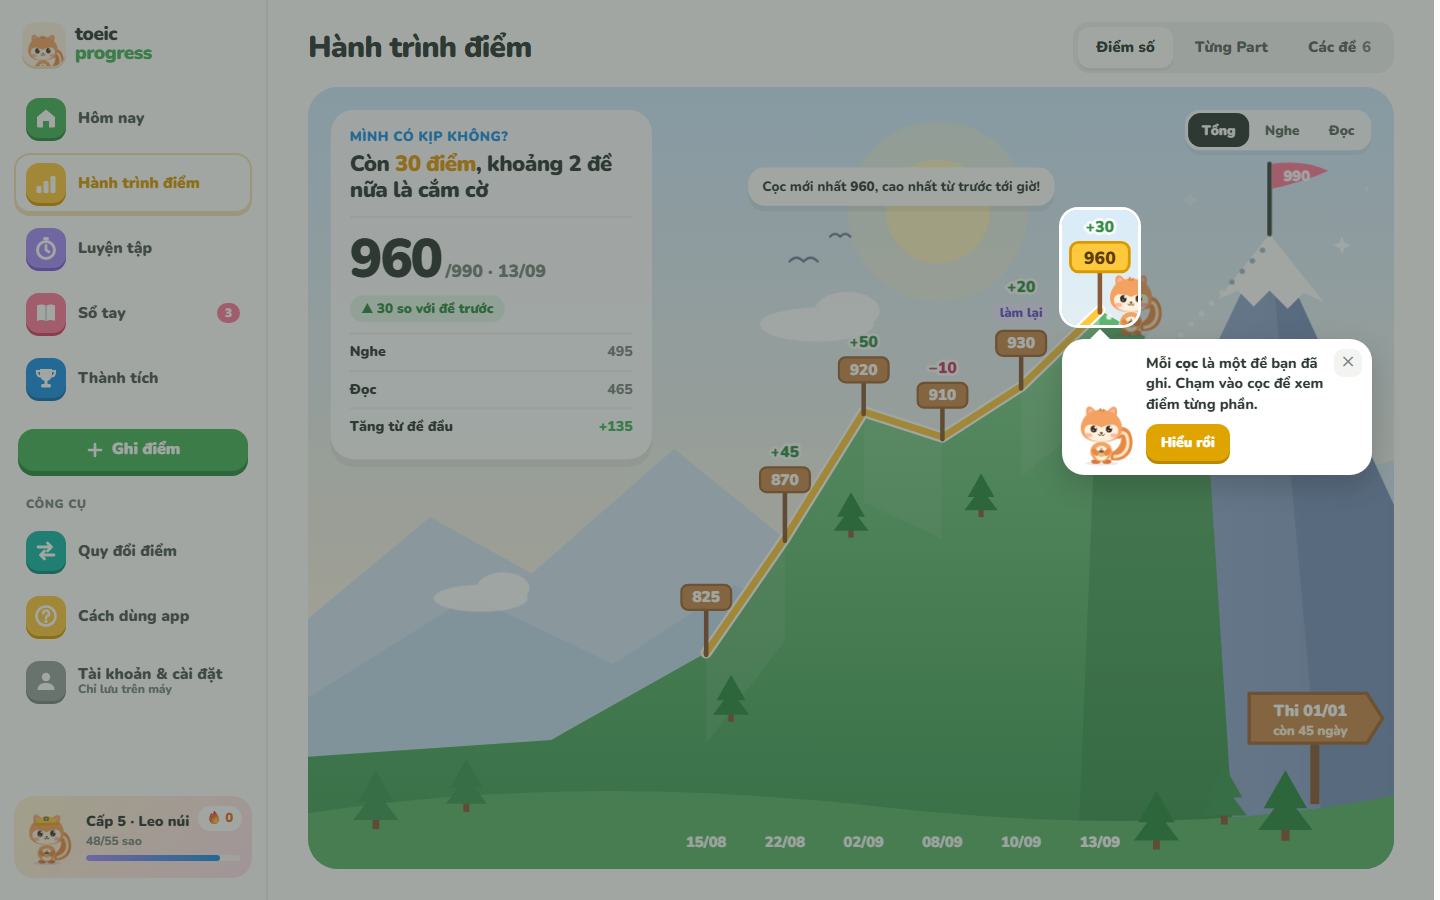 toeic
progress
Hôm nay
Hành trình điểm
Luyện tập
Sổ tay
3
Thành tích
Ghi điểm
CÔNG CỤ
Quy đổi điểm
Cách dùng app
Tài khoản & cài đặt
Chỉ lưu trên máy
Cấp 5 · Leo núi
0
48/55 sao
Hành trình điểm
Điểm số
Từng Part
Các đề 6
MÌNH CÓ KỊP KHÔNG?
Còn 30 điểm, khoảng 2 đề
nữa là cắm cờ
960 /990 · 13/09
▲ 30 so với đề trước
Nghe 495
Đọc 465
Tăng từ đề đầu +135
Tổng
Nghe
Đọc
Cọc mới nhất 960, cao nhất từ trước tới giờ!
990
+30
960
+20
làm lại
930
+50
920
−10
910
+45
870
825
Mỗi cọc là một đề bạn đã
ghi. Chạm vào cọc để xem
điểm từng phần.
Hiểu rồi
Thi 01/01
còn 45 ngày
15/08
22/08
02/09
08/09
10/09
13/09